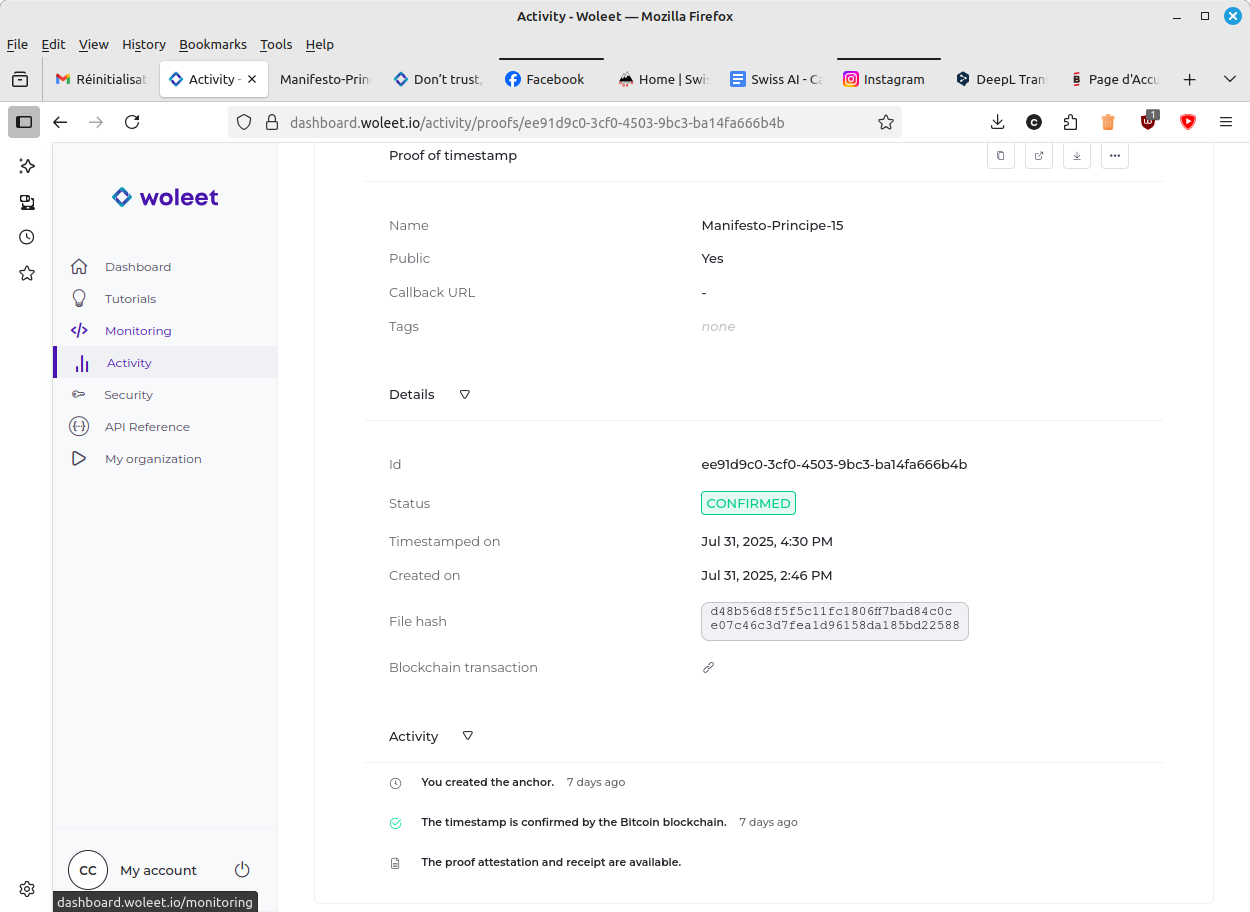 Activity - Woleet — Mozilla Firefox
File Edit View History Bookmarks Tools Help
Réinitialisat Activity - Manifesto-Prin Don't trust, Facebook Home | Swis Swiss AI - Ca Instagram DeepL Tran Page d'Accu
dashboard.woleet.io/activity/proofs/ee91d9c0-3cf0-4503-9bc3-ba14fa666b4b
1
woleet
Dashboard
Tutorials
Monitoring
Activity
Security
API Reference
My organization
CC My account
dashboard.woleet.io/monitoring
Proof of timestamp
Name Manifesto-Principe-15
Public Yes
Callback URL -
Tags none
Details
Id ee91d9c0-3cf0-4503-9bc3-ba14fa666b4b
Status CONFIRMED
Timestamped on Jul 31, 2025, 4:30 PM
Created on Jul 31, 2025, 2:46 PM
File hash d48b56d8f5f5c11fc1806ff7bad84c0c
e07c46c3d7fea1d96158da185bd22588
Blockchain transaction
Activity
You created the anchor. 7 days ago
The timestamp is confirmed by the Bitcoin blockchain. 7 days ago
The proof attestation and receipt are available.